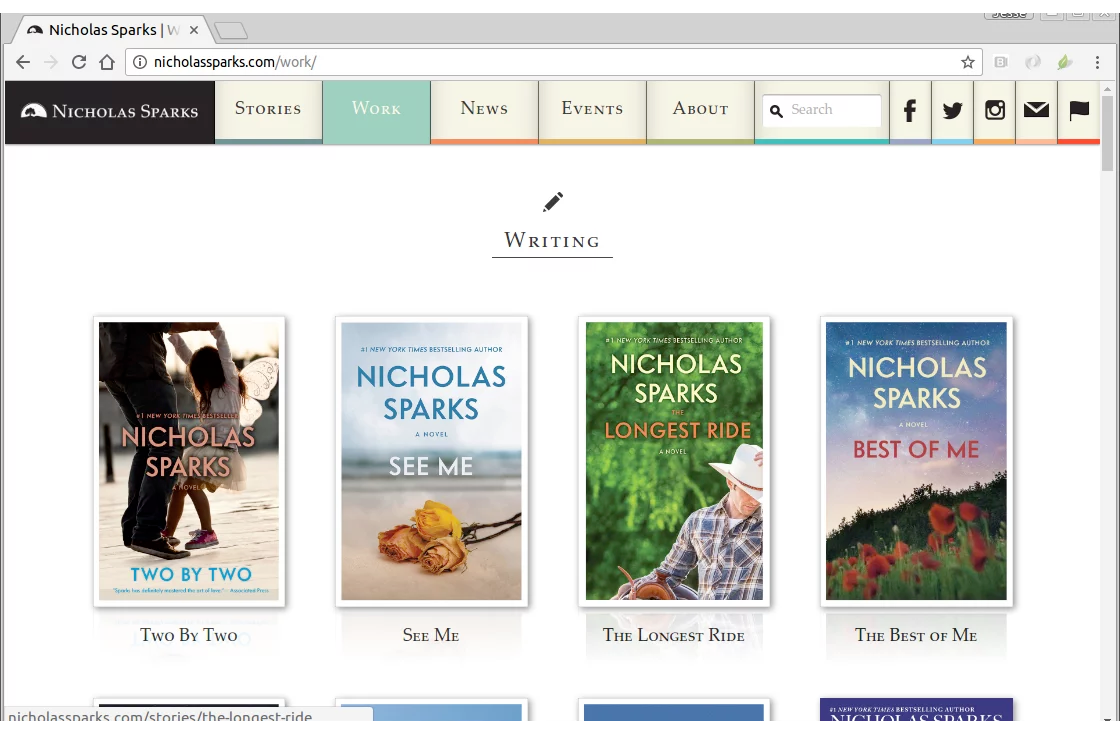 Jesse
Nicholas Sparks | W
nicholassparks.com/work/
Nicholas Sparks
Stories
Work
News
Events
About
Search
Writing
#1 NEW YORK TIMES BESTSELLER
NICHOLAS
SPARKS
A NOVEL
TWO BY TWO
"Sparks has definitely mastered the art of love." - Associated Press
Two By Two
#1 NEW YORK TIMES BESTSELLING AUTHOR
NICHOLAS
SPARKS
A NOVEL
SEE ME
See Me
#1 NEW YORK TIMES BESTSELLING AUTHOR
NICHOLAS
SPARKS
THE
LONGEST RIDE
A NOVEL
The Longest Ride
#1 NEW YORK TIMES BESTSELLING AUTHOR
NICHOLAS
SPARKS
A NOVEL
BEST OF ME
The Best of Me
#1 NEW YORK TIMES BESTSELLING AUTHOR
NICHOLAS SPARKS
nicholassparks.com/stories/the-longest-ride